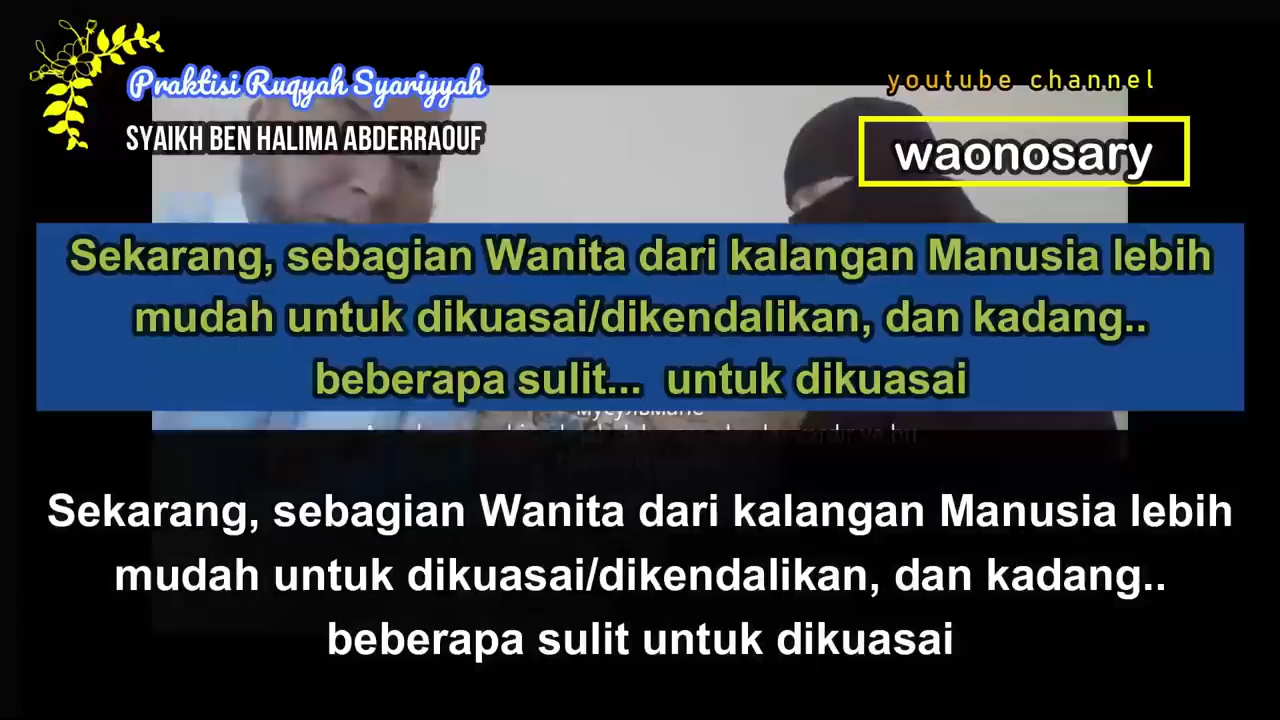 Praktisi Ruqyah Syariyyah
SYAIKH BEN HALIMA ABDERRAOUF
youtube channel
waonosary
Sekarang, sebagian Wanita dari kalangan Manusia lebih
mudah untuk dikuasai/dikendalikan, dan kadang..
beberapa sulit... untuk dikuasai
Sekarang, sebagian Wanita dari kalangan Manusia lebih
mudah untuk dikuasai/dikendalikan, dan kadang..
beberapa sulit untuk dikuasai